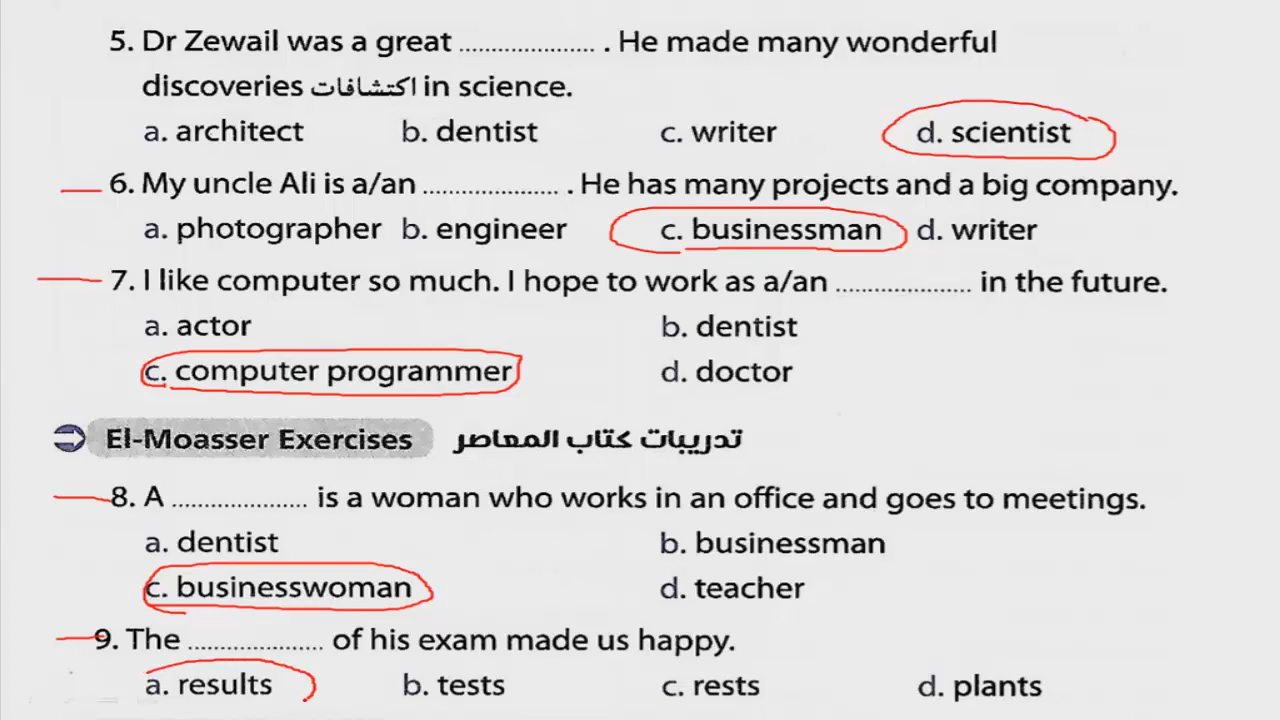 5. Dr Zewail was a great ..................... . He made many wonderful
discoveries اكتشافات in science.
a. architect b. dentist c. writer d. scientist
6. My uncle Ali is a/an ..................... . He has many projects and a big company.
a. photographer b. engineer c. businessman d. writer
7. I like computer so much. I hope to work as a/an ..................... in the future.
a. actor b. dentist
c. computer programmer d. doctor
El-Moasser Exercises تدريبات كتاب المعاصر
8. A ..................... is a woman who works in an office and goes to meetings.
a. dentist b. businessman
c. businesswoman d. teacher
9. The ..................... of his exam made us happy.
a. results b. tests c. rests d. plants